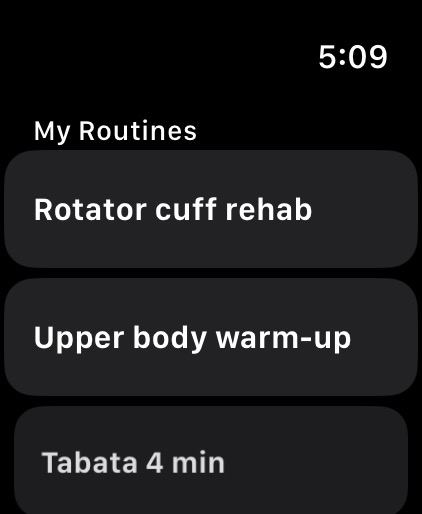 5:09
My Routines
Rotator cuff rehab
Upper body warm-up
Tabata 4 min